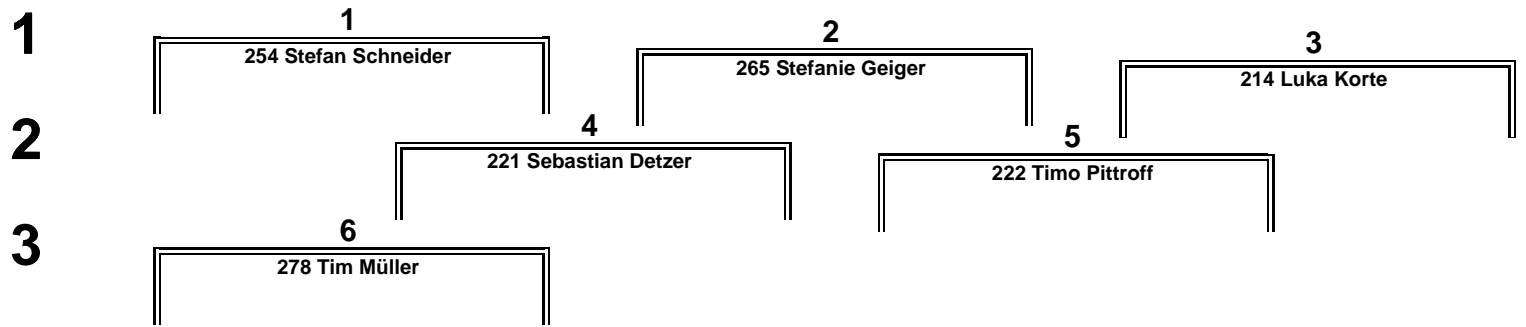 1
1
254 Stefan Schneider
2
265 Stefanie Geiger
3
214 Luka Korte
2
4
221 Sebastian Detzer
5
222 Timo Pittroff
3
6
278 Tim Müller